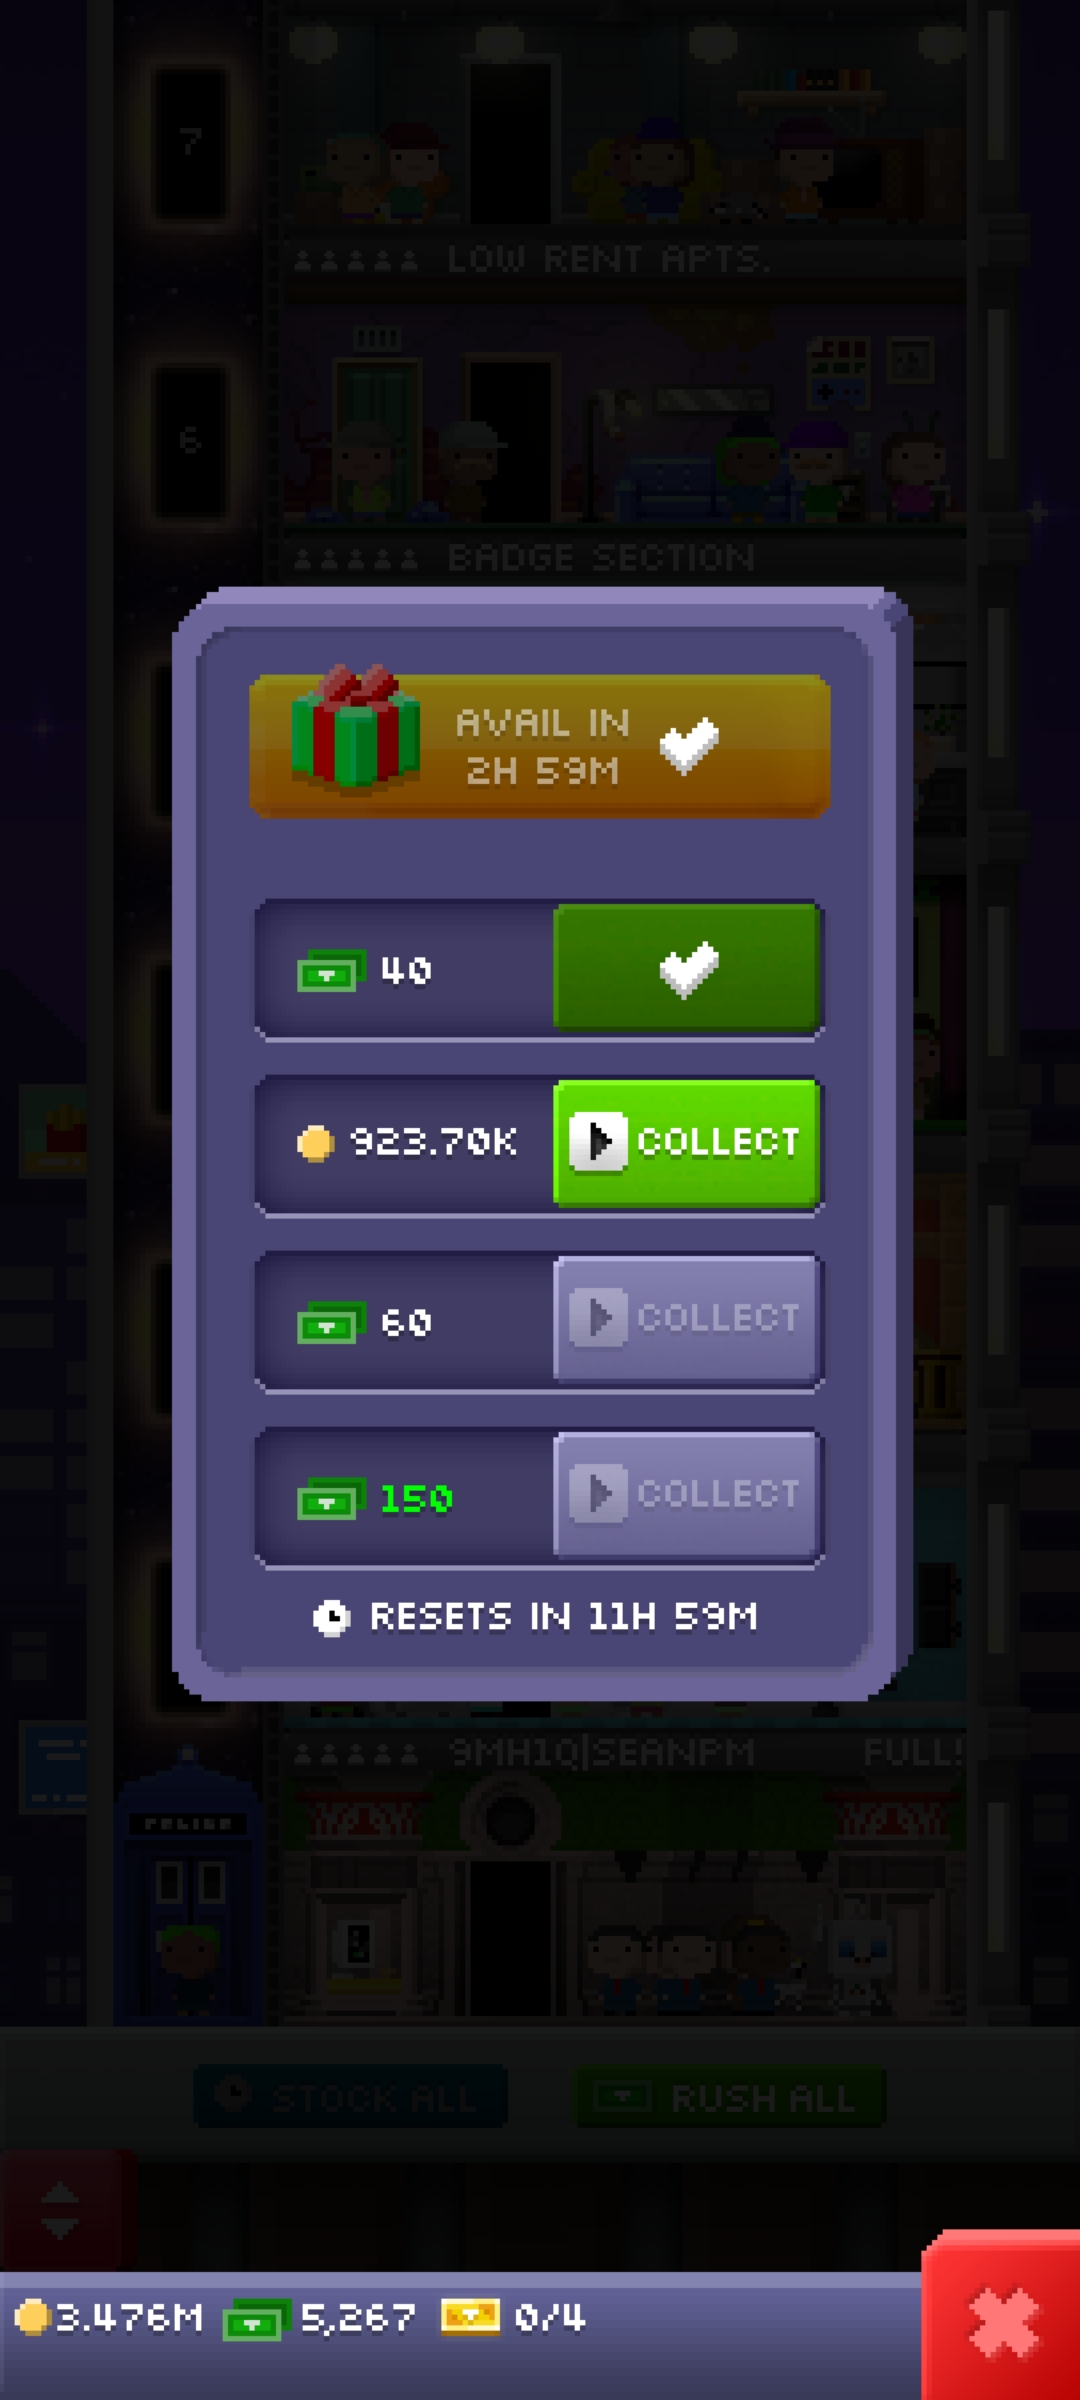 7
LOW RENT APTS.
6
BADGE SECTION
AVAIL IN
2H 59M
40
923.70K COLLECT
60 COLLECT
150 COLLECT
RESETS IN 11H 59M
9MH1Q|SEANPM FULL!
POLICE
STOCK ALL RUSH ALL
3.476M 5,267 0/4